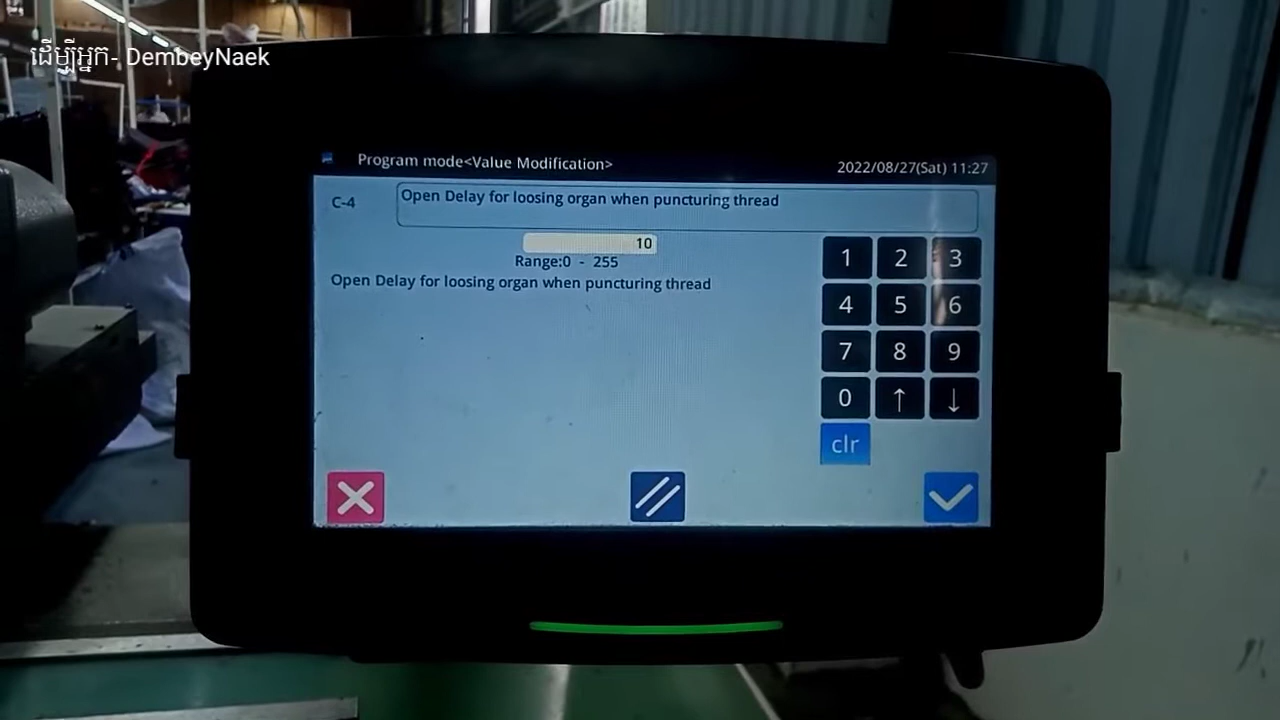 ដើម្បីអ្នក- DembeyNaek
Program mode<Value Modification>
2022/08/27(Sat) 11:27
C-4
Open Delay for loosing organ when puncturing thread
10
Range:0 - 255
Open Delay for loosing organ when puncturing thread
1 2 3
4 5 6
7 8 9
0 ↑ ↓
clr